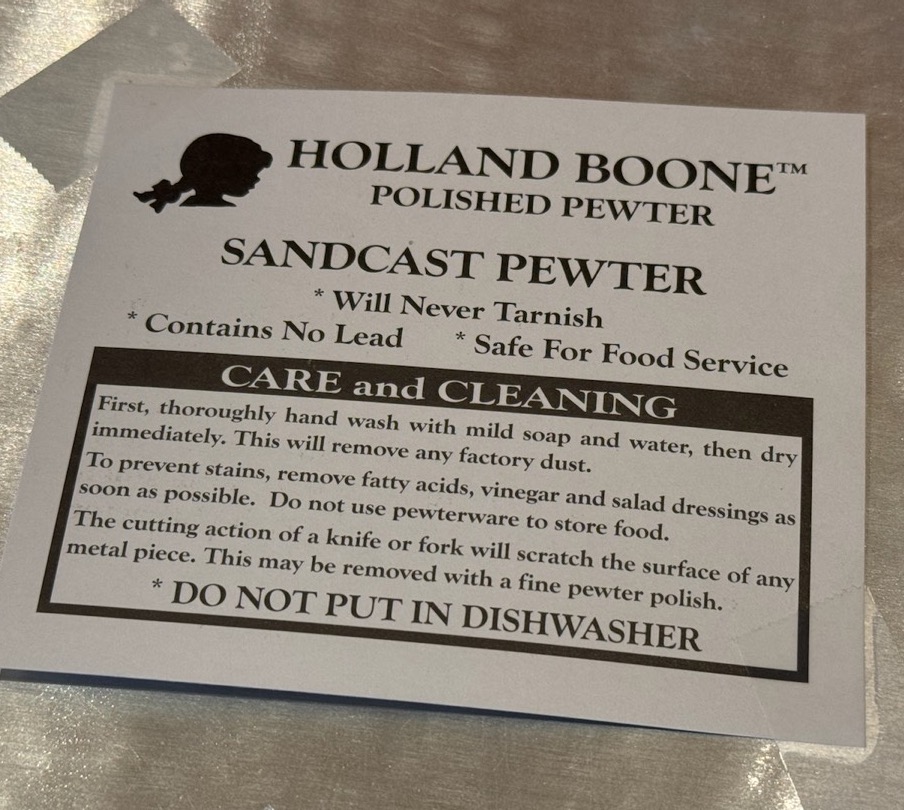 HOLLAND BOONE™
POLISHED PEWTER
SANDCAST PEWTER
* Will Never Tarnish
* Contains No Lead * Safe For Food Service
CARE and CLEANING
First, thoroughly hand wash with mild soap and water, then dry
immediately. This will remove any factory dust.
To prevent stains, remove fatty acids, vinegar and salad dressings as
soon as possible. Do not use pewterware to store food.
The cutting action of a knife or fork will scratch the surface of any
metal piece. This may be removed with a fine pewter polish.
* DO NOT PUT IN DISHWASHER